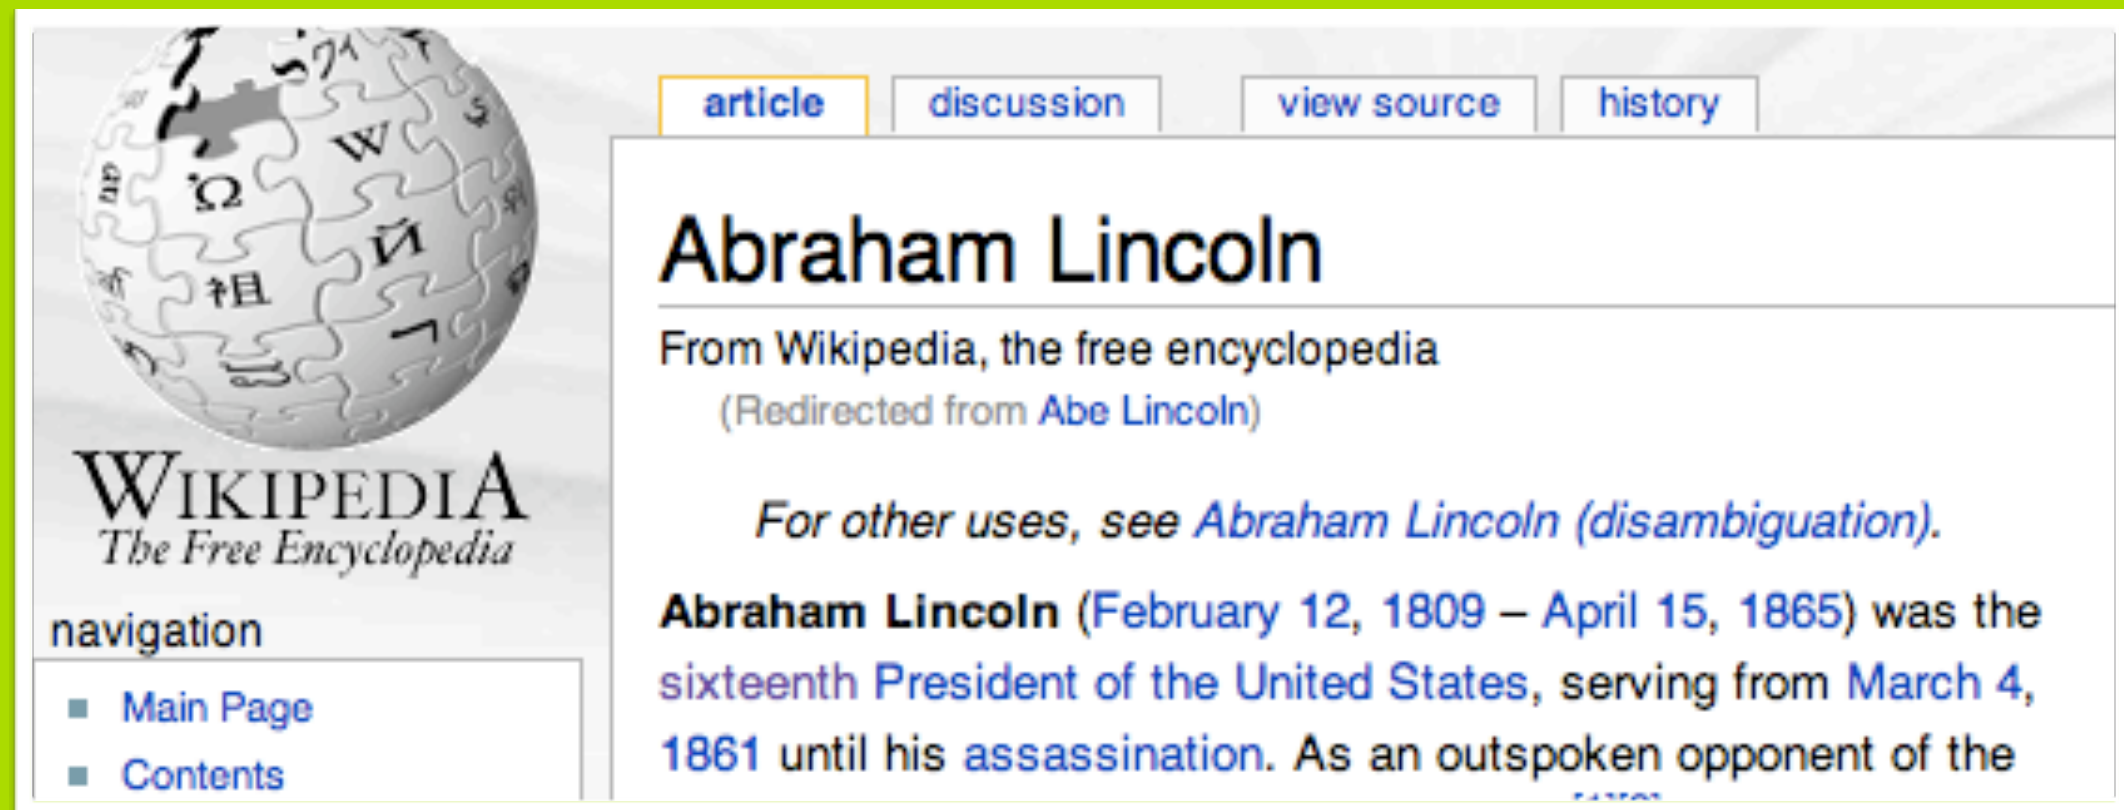 article discussion view source history
Abraham Lincoln
From Wikipedia, the free encyclopedia
(Redirected from Abe Lincoln)
For other uses, see Abraham Lincoln (disambiguation).
Abraham Lincoln (February 12, 1809 – April 15, 1865) was the
sixteenth President of the United States, serving from March 4,
1861 until his assassination. As an outspoken opponent of the
Ω
W
Й
祖
WIKIPEDIA
The Free Encyclopedia
navigation
Main Page
Contents